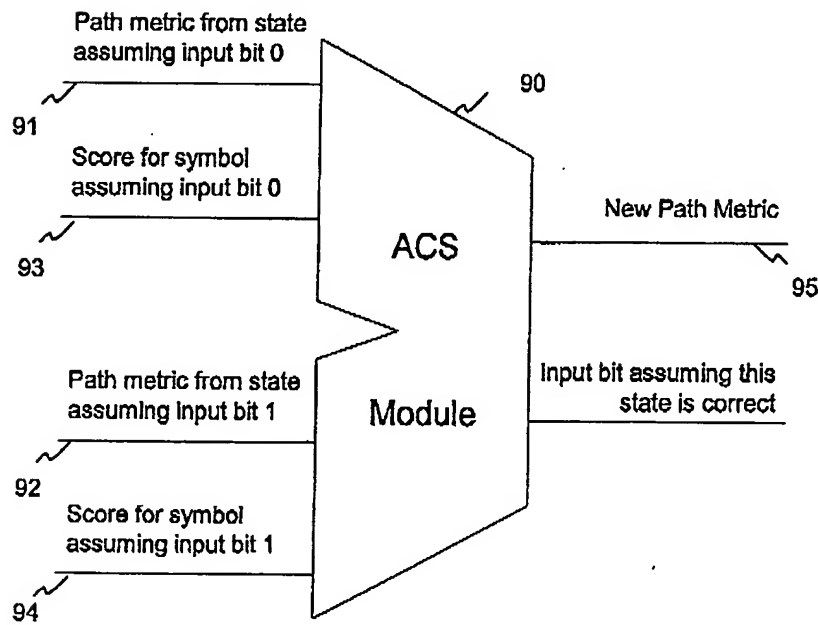 Path metric from state
assuming input bit 0
90
91
Score for symbol
assuming input bit 0
New Path Metric
ACS
93
95
Path metric from state
assuming input bit 1
Input bit assuming this
state is correct
Module
92
Score for symbol
assuming input bit 1
94